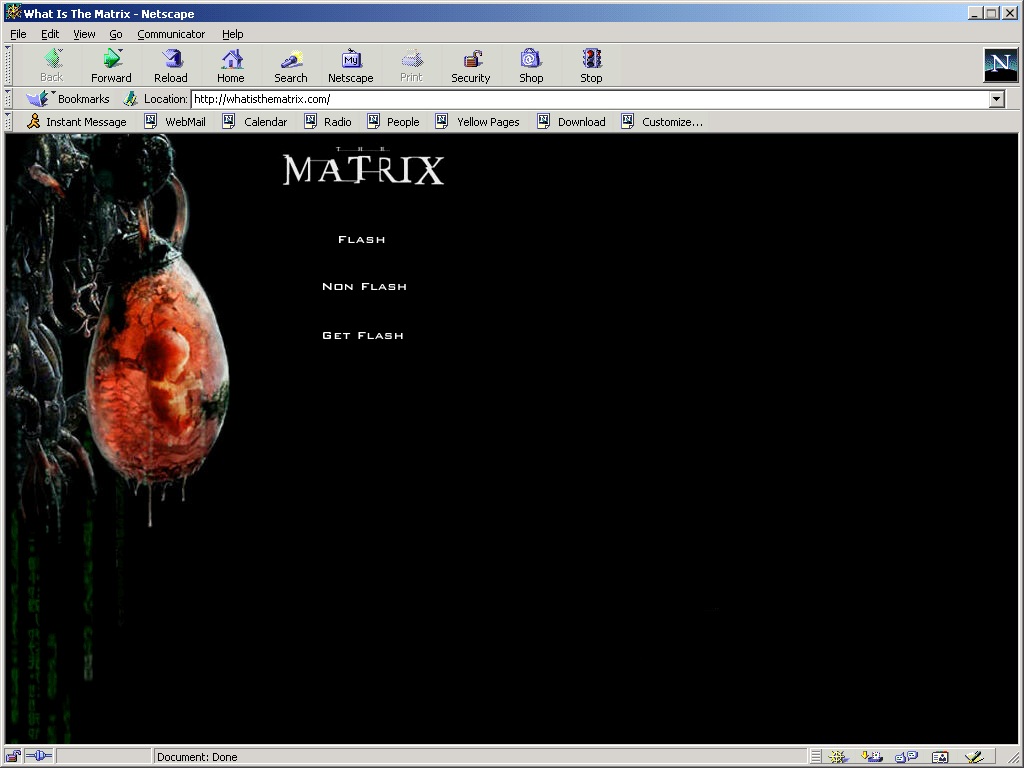 What Is The Matrix - Netscape
File Edit View Go Communicator Help
Back Forward Reload Home Search Netscape Print Security Shop Stop
My
N
Bookmarks Location: http://whatisthematrix.com/
Instant Message WebMail Calendar Radio People Yellow Pages Download Customize...
THE
MATRIX
FLASH
NON FLASH
GET FLASH
Document: Done